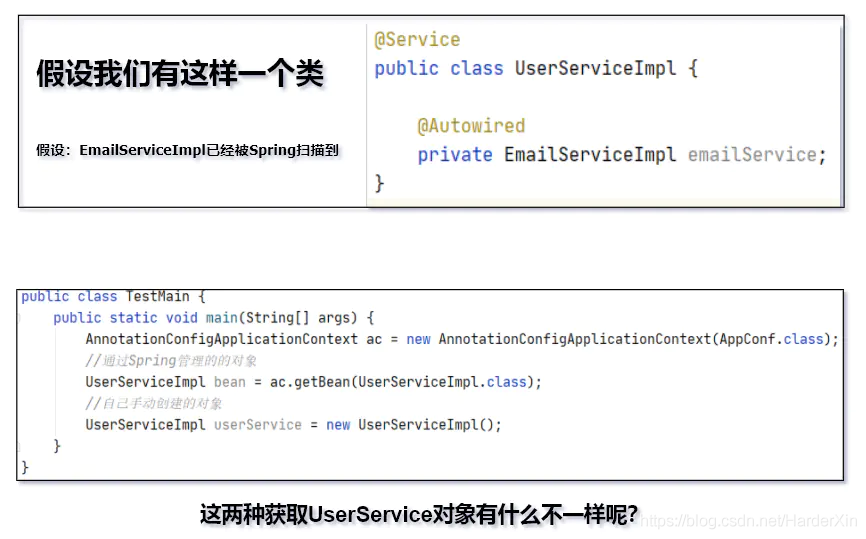 假设我们有这样一个类
假设：EmailServiceImpl已经被Spring扫描到
@Service
public class UserServiceImpl {
@Autowired
private EmailServiceImpl emailService;
}
public class TestMain {
public static void main(String[] args) {
AnnotationConfigApplicationContext ac = new AnnotationConfigApplicationContext(AppConf.class);
//通过Spring管理的的对象
UserServiceImpl bean = ac.getBean(UserServiceImpl.class);
//自己手动创建的对象
UserServiceImpl userService = new UserServiceImpl();
}
}
这两种获取UserService对象有什么不一样呢？
https://blog.csdn.net/HarderXin